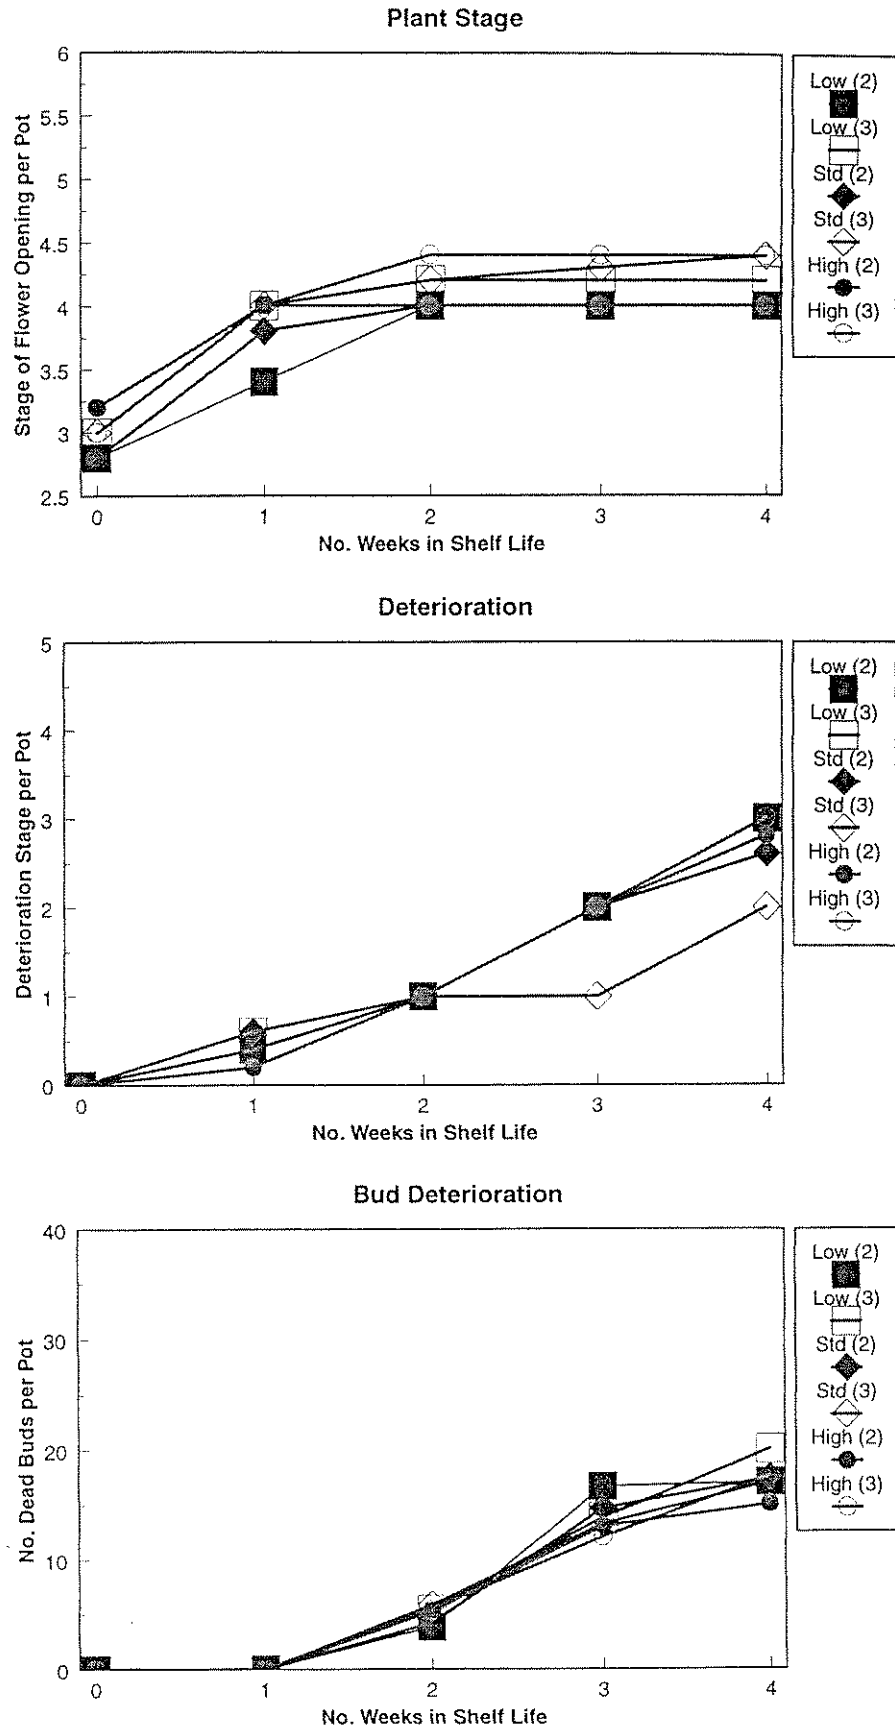 Plant Stage
Stage of Flower Opening per Pot
6
5.5
5
4.5
4
3.5
3
2.5
0 1 2 3 4
No. Weeks in Shelf Life
Low (2)
Low (3)
Std (2)
Std (3)
High (2)
High (3)
Deterioration
Deterioration Stage per Pot
5
4
3
2
1
0
0 1 2 3 4
No. Weeks in Shelf Life
Low (2)
Low (3)
Std (2)
Std (3)
High (2)
High (3)
Bud Deterioration
No. Dead Buds per Pot
40
30
20
10
0
0 1 2 3 4
No. Weeks in Shelf Life
Low (2)
Low (3)
Std (2)
Std (3)
High (2)
High (3)